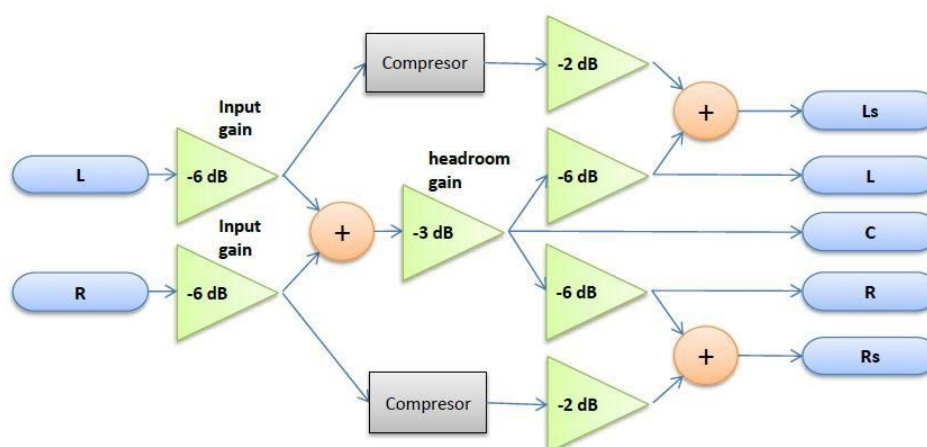 Compresor
-2 dB
+
Ls
Input
gain
L
-6 dB
headroom
gain
-6 dB
L
Input
gain
+
-3 dB
C
R
-6 dB
-6 dB
R
+
Rs
Compresor
-2 dB